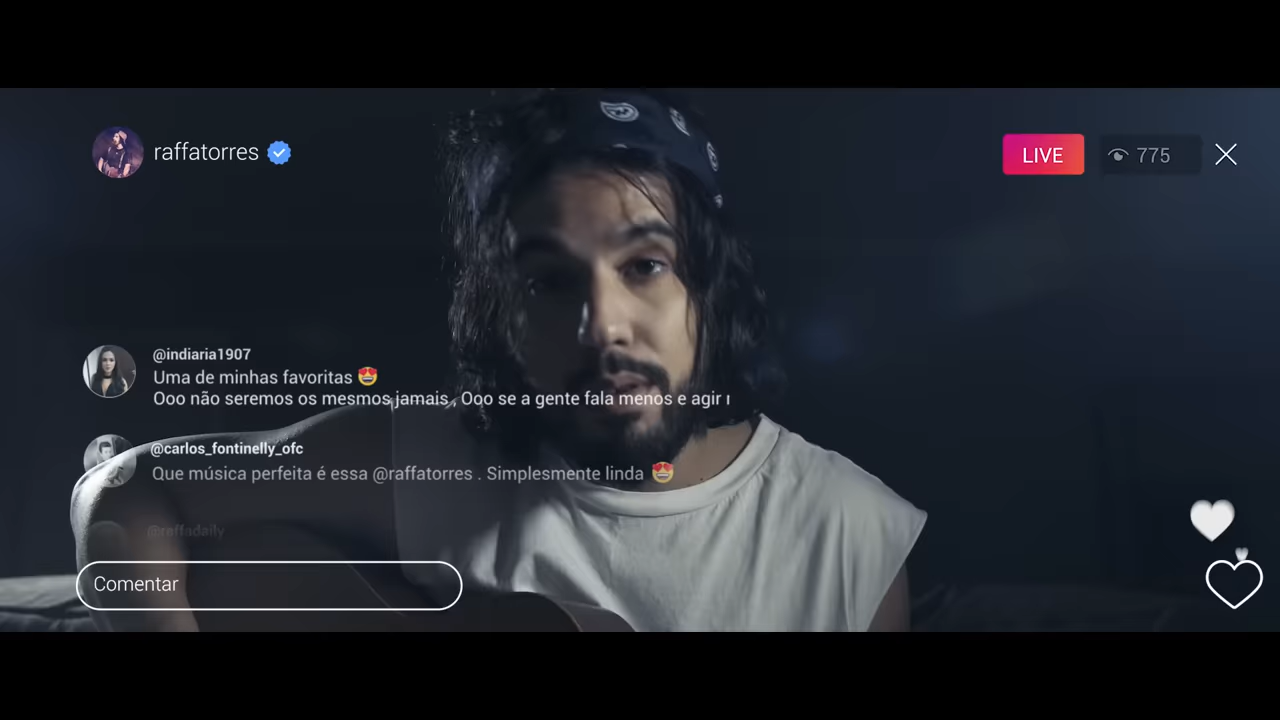 raffatorres
LIVE
775
@indiaria1907
Uma de minhas favoritas 😍
Ooo não seremos os mesmos jamais , Ooo se a gente fala menos e agir
@carlos_fontinelly_ofc
Que música perfeita é essa @raffatorres . Simplesmente linda 😍
@raffadaily
Comentar